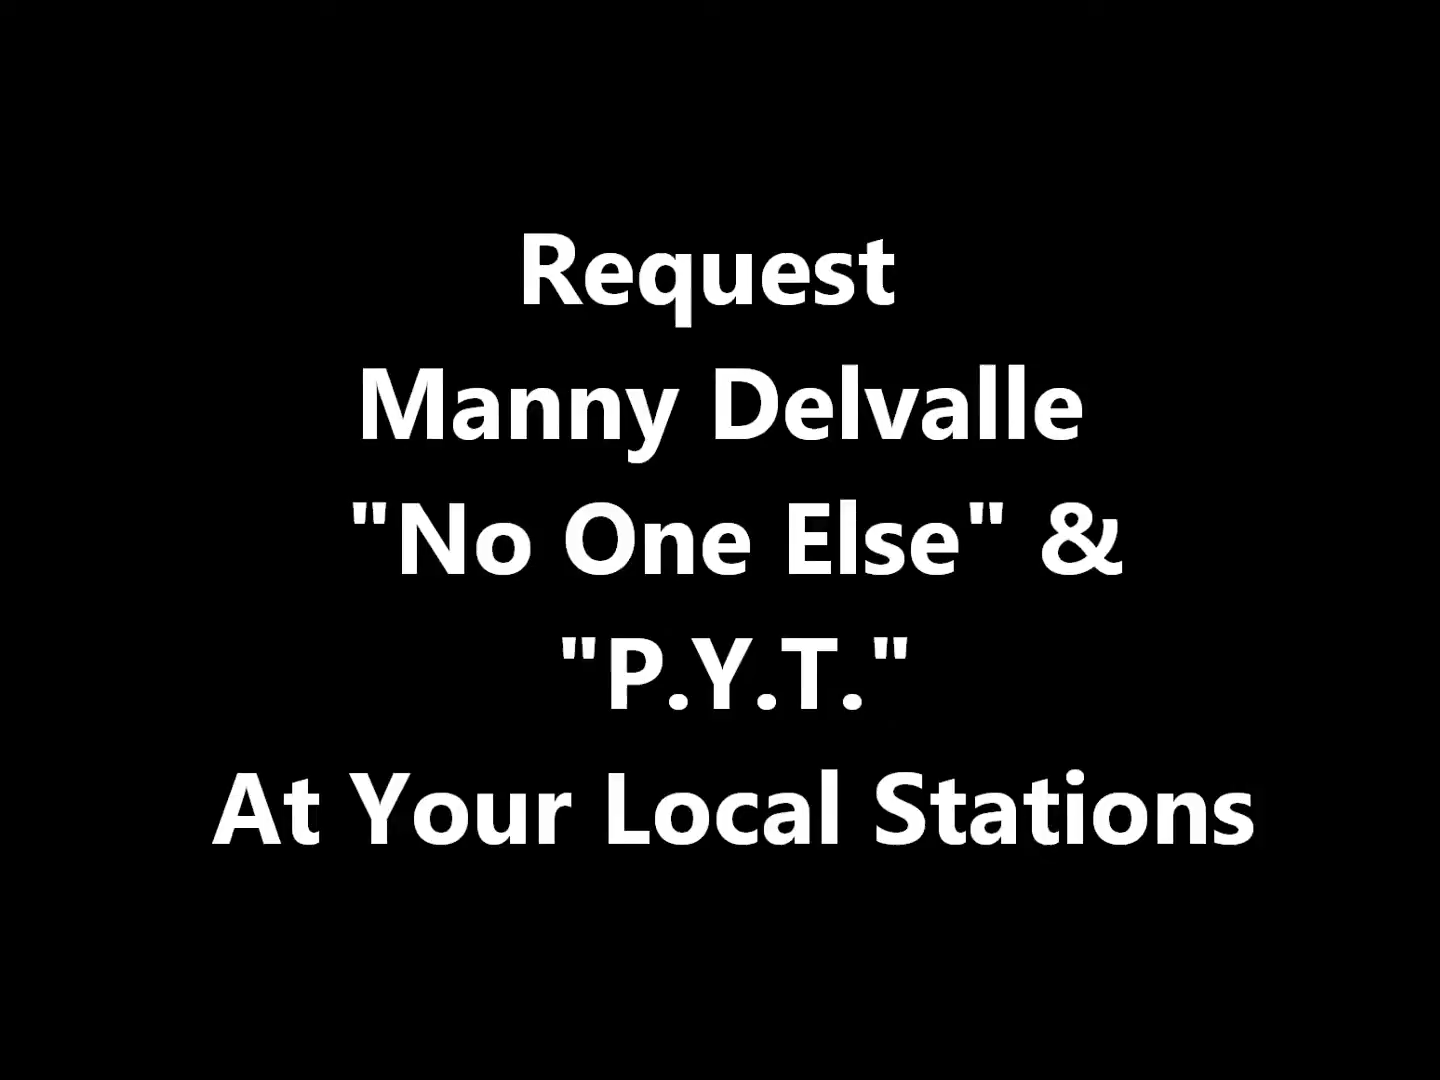 Request
Manny Delvalle
"No One Else" &
"P.Y.T."
At Your Local Stations